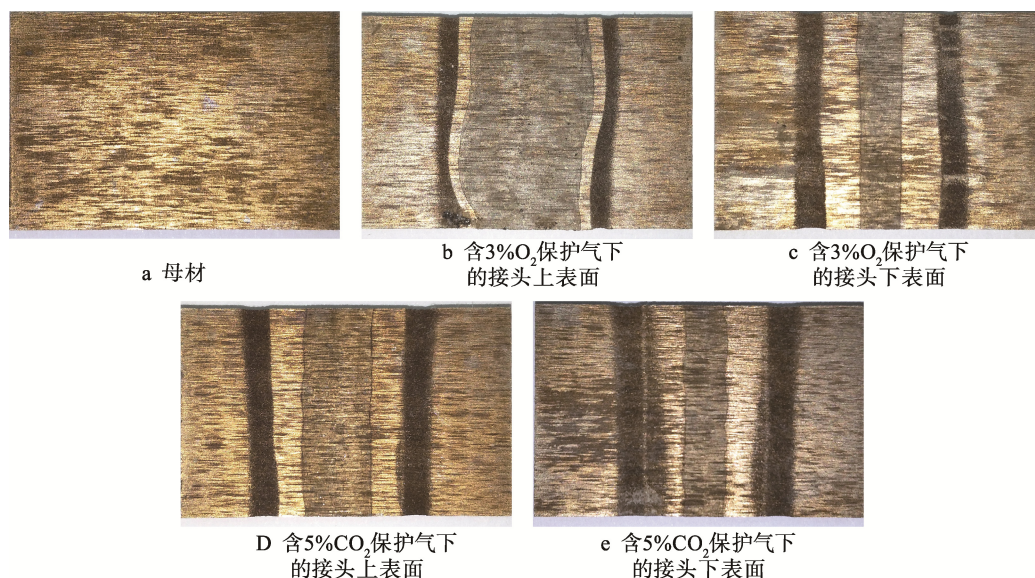 a 母材
b 含3%O₂保护气下
的接头上表面
c 含3%O₂保护气下
的接头下表面
D 含5%CO₂保护气下
的接头上表面
e 含5%CO₂保护气下
的接头下表面